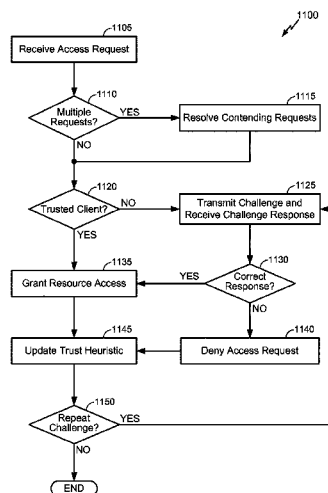 1100
1105
Receive Access Request
1110
Multiple
Requests?
YES
NO
1115
Resolve Contending Requests
1120
Trusted Client?
NO
YES
1125
Transmit Challenge and
Receive Challenge Response
1130
Correct
Response?
YES
NO
1135
Grant Resource Access
1140
Deny Access Request
1145
Update Trust Heuristic
1150
Repeat
Challenge?
YES
NO
END